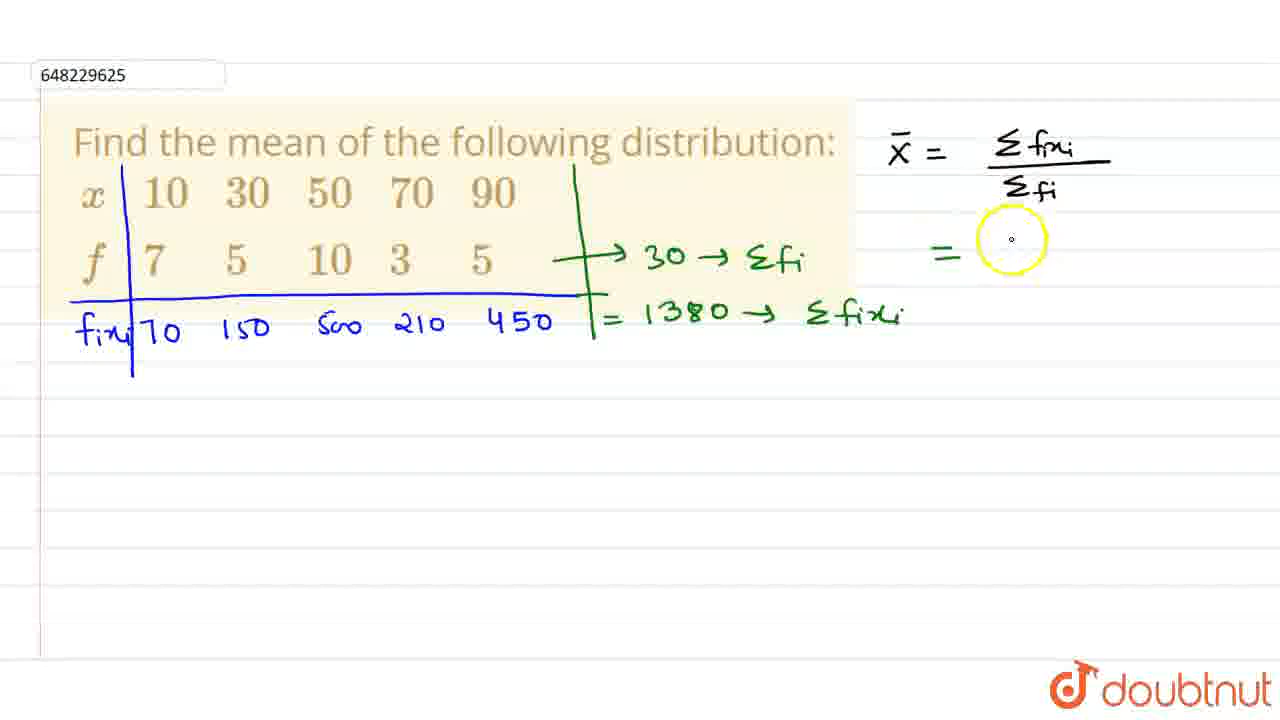 648229625
Find the mean of the following distribution:
x 10 30 50 70 90
f 7 5 10 3 5 → 30 → Σfi
fixi 70 150 500 210 450 = 1380 → Σfixi
x̄ = Σfixi / Σfi
=
doubtnut